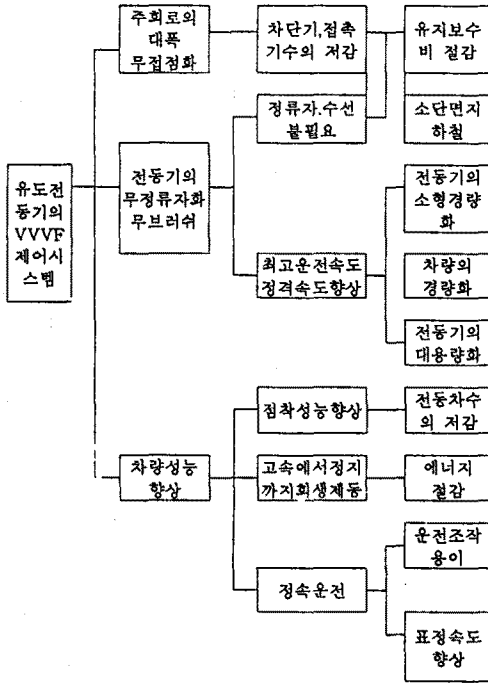 주회로의
대폭
무접점화
차단기,접촉
기수의 저감
유지보수
비 절감
정류자.수선
불필요
소단면지
하철
유도전
동기의
VVVF
제어시
스템
전동기의
무정류자화
무브러쉬
전동기의
소형경량
화
최고운전속도
정격속도향상
차량의
경량화
전동기의
대용량화
점착성능향상
전동차수
의 저감
차량성능
향상
고속에서정지
까지회생제동
에너지
절감
운전조작
용이
정속운전
표정속도
향상